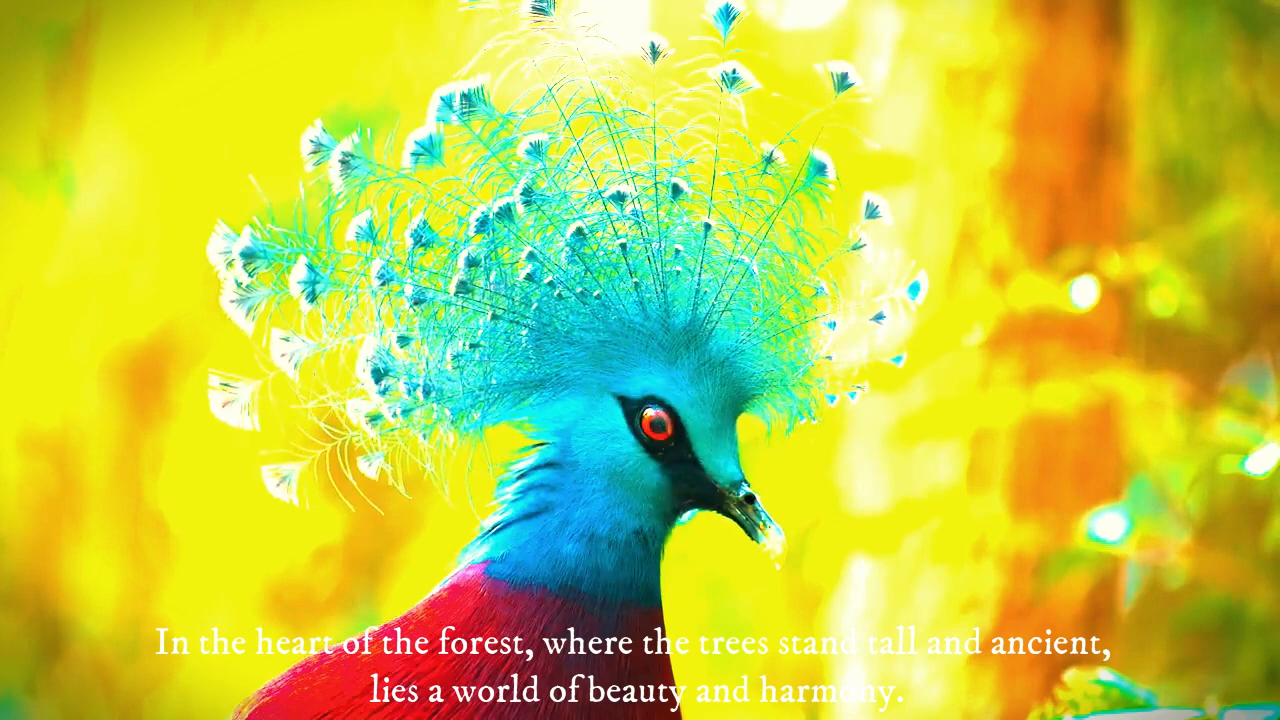 In the heart of the forest, where the trees stand tall and ancient,
lies a world of beauty and harmony.